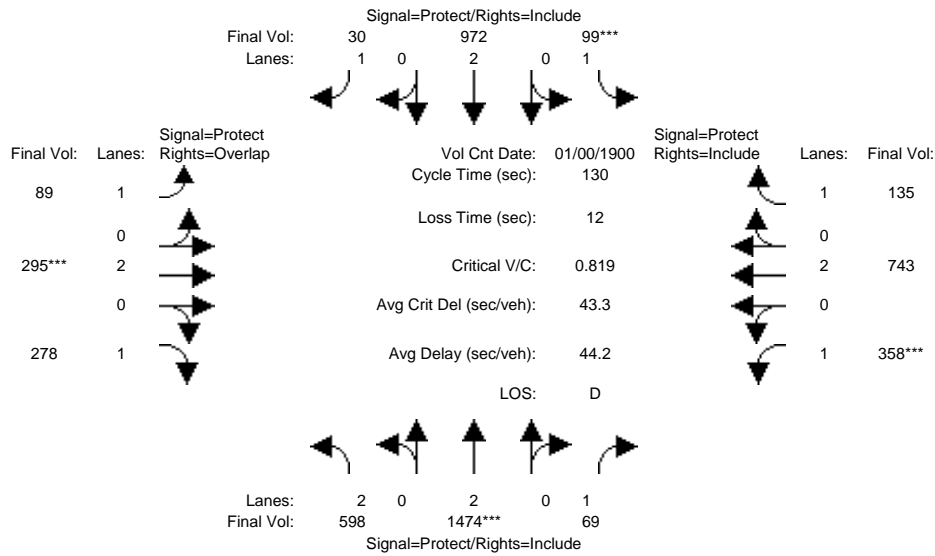 Signal=Protect/Rights=Include
Final Vol: 30 972 99***
Lanes: 1 0 2 0 1
Signal=Protect Signal=Protect
Final Vol: Lanes: Rights=Overlap Vol Cnt Date: 01/00/1900 Rights=Include Lanes: Final Vol:
Cycle Time (sec): 130
89 1 1 135
Loss Time (sec): 12
0 0
295*** 2 Critical V/C: 0.819 2 743
0 Avg Crit Del (sec/veh): 43.3 0
278 1 Avg Delay (sec/veh): 44.2 1 358***
LOS: D
Lanes: 2 0 2 0 1
Final Vol: 598 1474*** 69
Signal=Protect/Rights=Include